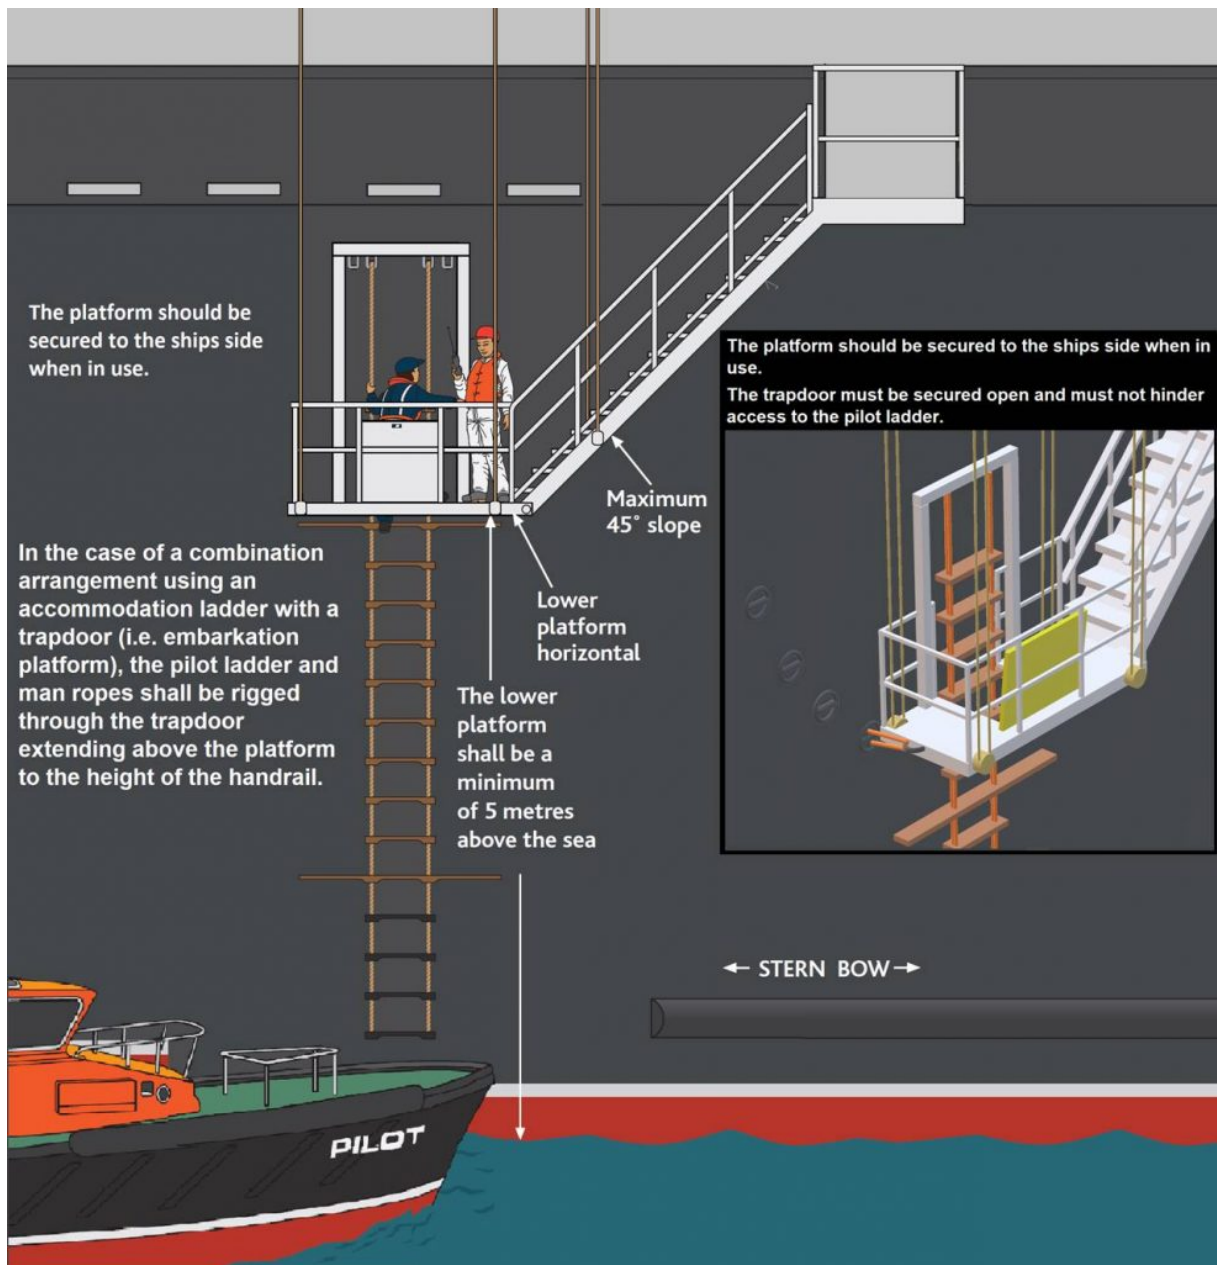 The platform should be
secured to the ships side
when in use.
The platform should be secured to the ships side when in
use.
The trapdoor must be secured open and must not hinder
access to the pilot ladder.
Maximum
45° slope
In the case of a combination
arrangement using an
accommodation ladder with a
trapdoor (i.e. embarkation
platform), the pilot ladder and
man ropes shall be rigged
through the trapdoor
extending above the platform
to the height of the handrail.
Lower
platform
horizontal
The lower
platform
shall be a
minimum
of 5 metres
above the sea
← STERN BOW →
PILOT